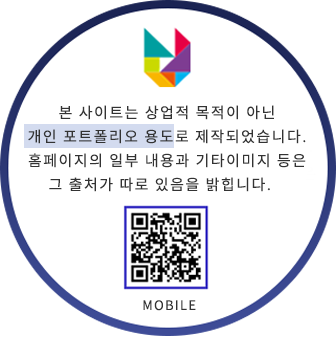 본 사이트는 상업적 목적이 아닌
개인 포트폴리오 용도로 제작되었습니다.
홈페이지의 일부 내용과 기타이미지 등은
그 출처가 따로 있음을 밝힙니다.
MOBILE